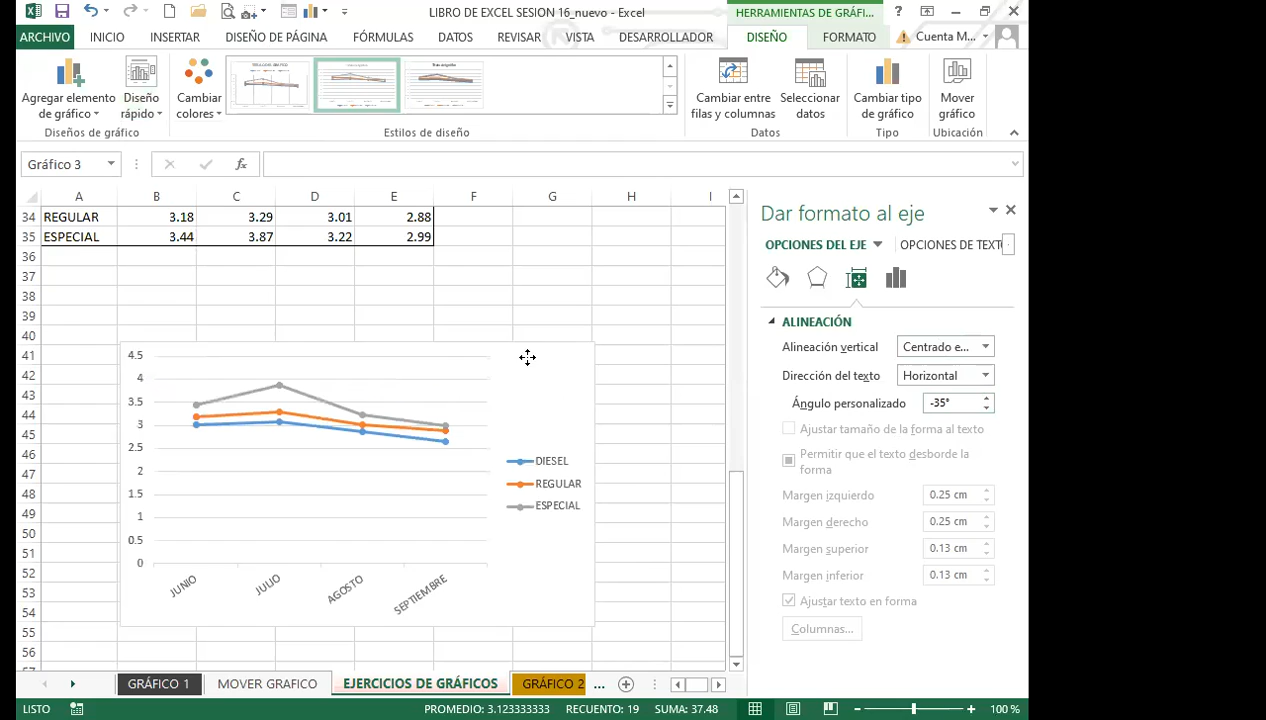 LIBRO DE EXCEL SESION 16_nuevo - Excel
HERRAMIENTAS DE GRÁFI...
?
ARCHIVO INICIO INSERTAR DISEÑO DE PÁGINA FÓRMULAS DATOS REVISAR VISTA DESARROLLADOR DISEÑO FORMATO Cuenta M...
Agregar elemento de gráfico
Diseño rápido
Cambiar colores
Cambiar entre filas y columnas
Seleccionar datos
Cambiar tipo de gráfico
Mover gráfico
Diseños de gráfico Estilos de diseño Datos Tipo Ubicación
Gráfico 3 fx
A B C D E F G H I
34 REGULAR 3.18 3.29 3.01 2.88
35 ESPECIAL 3.44 3.87 3.22 2.99
36
37
38
39
40
41
42
43
44
45
46
47
48
49
50
51
52
53
54
55
56
57
4.5
4
3.5
3
2.5
2
1.5
1
0.5
0
JUNIO JULIO AGOSTO SEPTIEMBRE
DIESEL
REGULAR
ESPECIAL
Dar formato al eje
OPCIONES DEL EJE OPCIONES DE TEXT
ALINEACIÓN
Alineación vertical Centrado e...
Dirección del texto Horizontal
Ángulo personalizado -35°
Ajustar tamaño de la forma al texto
Permitir que el texto desborde la
forma
Margen izquierdo 0.25 cm
Margen derecho 0.25 cm
Margen superior 0.13 cm
Margen inferior 0.13 cm
Ajustar texto en forma
Columnas...
GRÁFICO 1 MOVER GRAFICO EJERCICIOS DE GRÁFICOS GRÁFICO 2 ...
LISTO PROMEDIO: 3.123333333 RECUENTO: 19 SUMA: 37.48 100 %